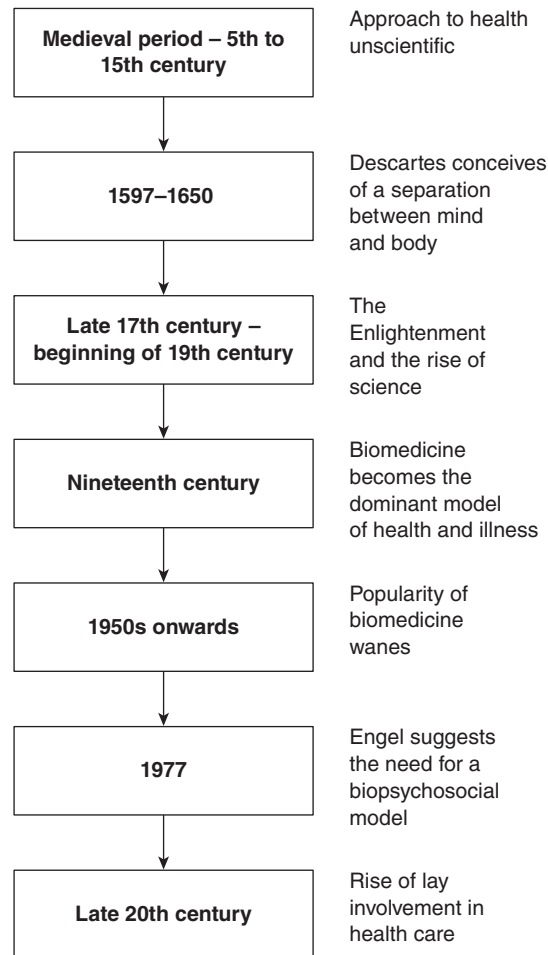 Medieval period – 5th to
15th century
Approach to health
unscientific
1597–1650
Descartes conceives
of a separation
between mind
and body
Late 17th century –
beginning of 19th century
The
Enlightenment
and the rise of
science
Nineteenth century
Biomedicine
becomes the
dominant model
of health and illness
1950s onwards
Popularity of
biomedicine
wanes
1977
Engel suggests
the need for a
biopsychosocial
model
Late 20th century
Rise of lay
involvement in
health care